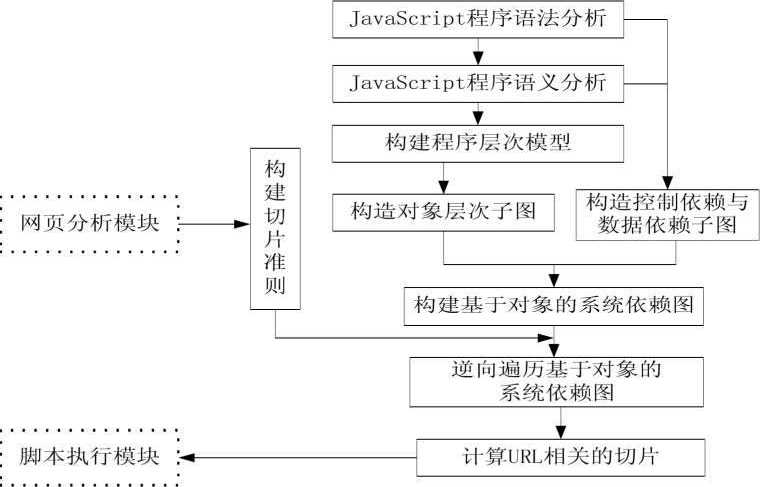 JavaScript程序语法分析
JavaScript程序语义分析
构建程序层次模型
构建切片准则
网页分析模块
构造对象层次子图
构造控制依赖与
数据依赖子图
构建基于对象的系统依赖图
逆向遍历基于对象的
系统依赖图
脚本执行模块
计算URL相关的切片